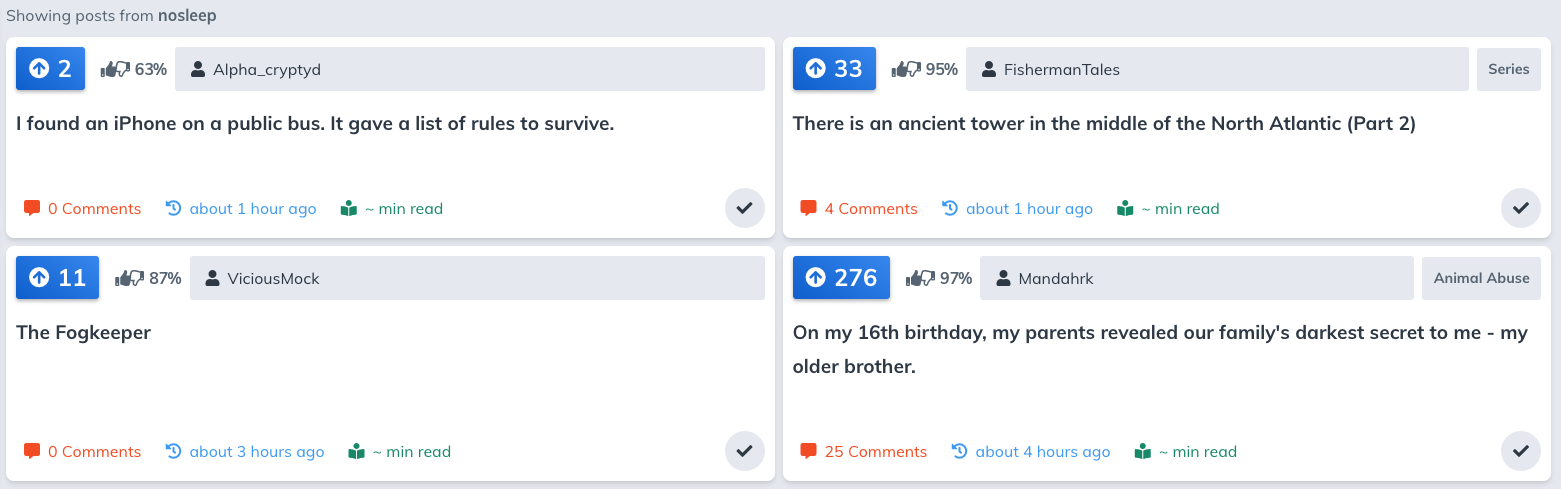 Showing posts from nosleep
2 63% Alpha_cryptyd
I found an iPhone on a public bus. It gave a list of rules to survive.
0 Comments about 1 hour ago ~ min read
33 95% FishermanTales Series
There is an ancient tower in the middle of the North Atlantic (Part 2)
4 Comments about 1 hour ago ~ min read
11 87% ViciousMock
The Fogkeeper
0 Comments about 3 hours ago ~ min read
276 97% Mandahrk Animal Abuse
On my 16th birthday, my parents revealed our family's darkest secret to me - my
older brother.
25 Comments about 4 hours ago ~ min read